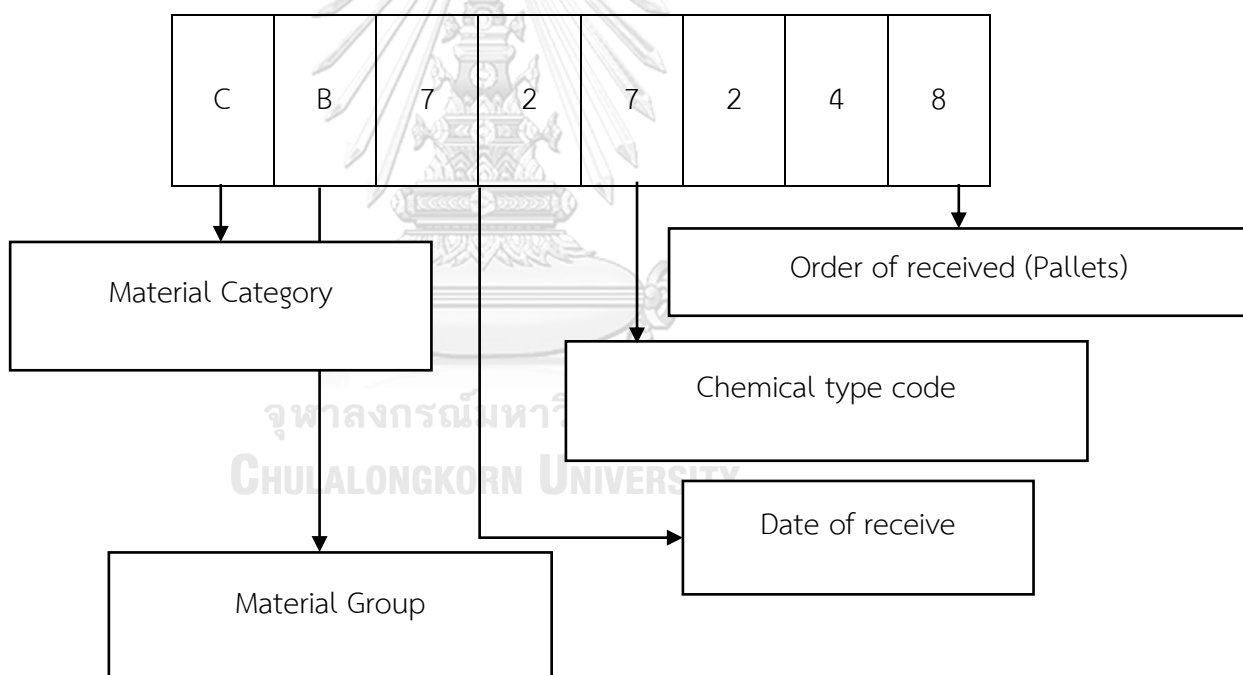 C B 7 2 7 2 4 8
Order of received (Pallets)
Material Category
Chemical type code
จุฬาลงกรณ์มหาวิ
CHULALONGKORN UNIVERSITY
Date of receive
Material Group